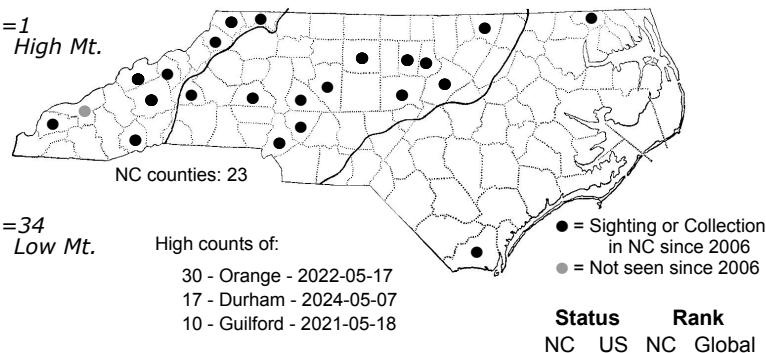 =1
High Mt.
NC counties: 23
=34
Low Mt.
High counts of:
30 - Orange - 2022-05-17
17 - Durham - 2024-05-07
10 - Guilford - 2021-05-18
● = Sighting or Collection
in NC since 2006
● = Not seen since 2006
Status Rank
NC US NC Global